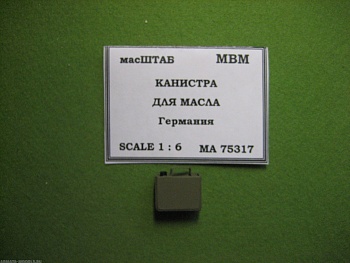 масШТАБ МВМ
КАНИСТРА
ДЛЯ МАСЛА
Германия
SCALE 1 : 6 МА 75317